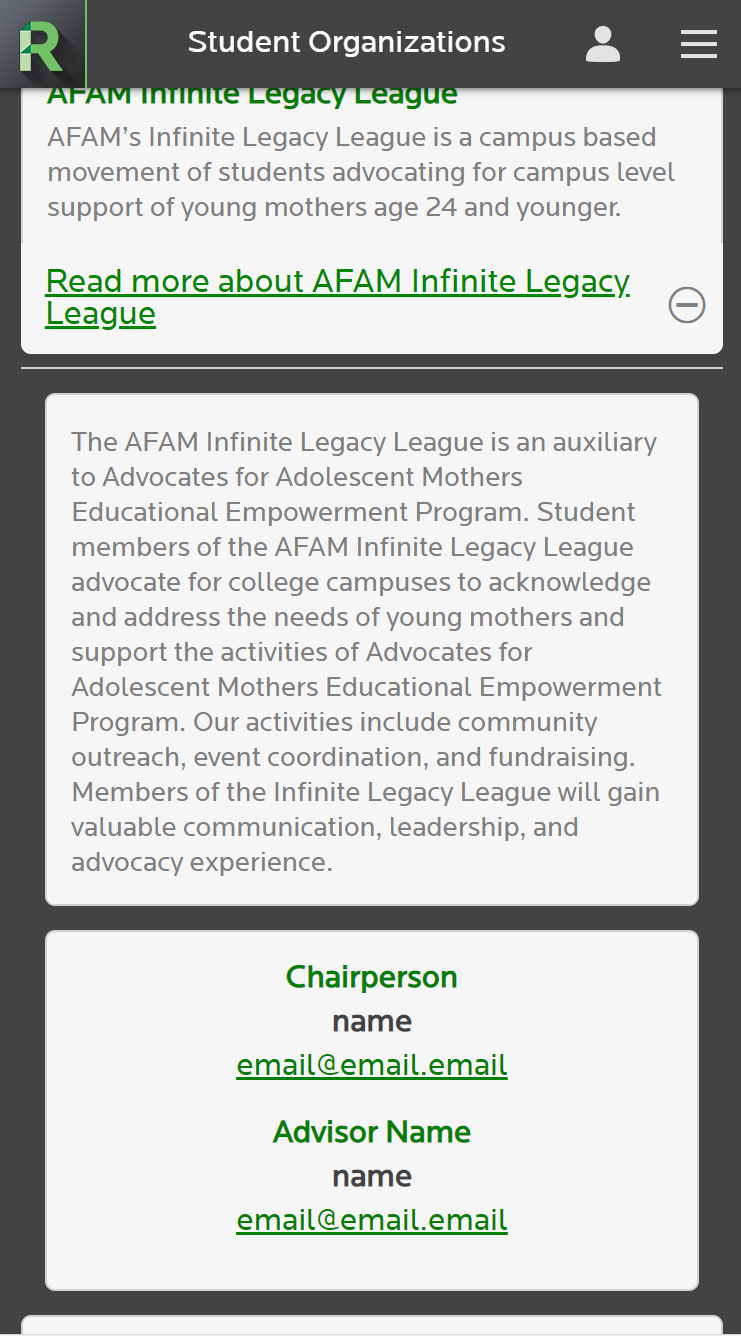 R
Student Organizations
AFAM Infinite Legacy League
AFAM’s Infinite Legacy League is a campus based
movement of students advocating for campus level
support of young mothers age 24 and younger.
Read more about AFAM Infinite Legacy
League
The AFAM Infinite Legacy League is an auxiliary
to Advocates for Adolescent Mothers
Educational Empowerment Program. Student
members of the AFAM Infinite Legacy League
advocate for college campuses to acknowledge
and address the needs of young mothers and
support the activities of Advocates for
Adolescent Mothers Educational Empowerment
Program. Our activities include community
outreach, event coordination, and fundraising.
Members of the Infinite Legacy League will gain
valuable communication, leadership, and
advocacy experience.
Chairperson
name
email@email.email
Advisor Name
name
email@email.email